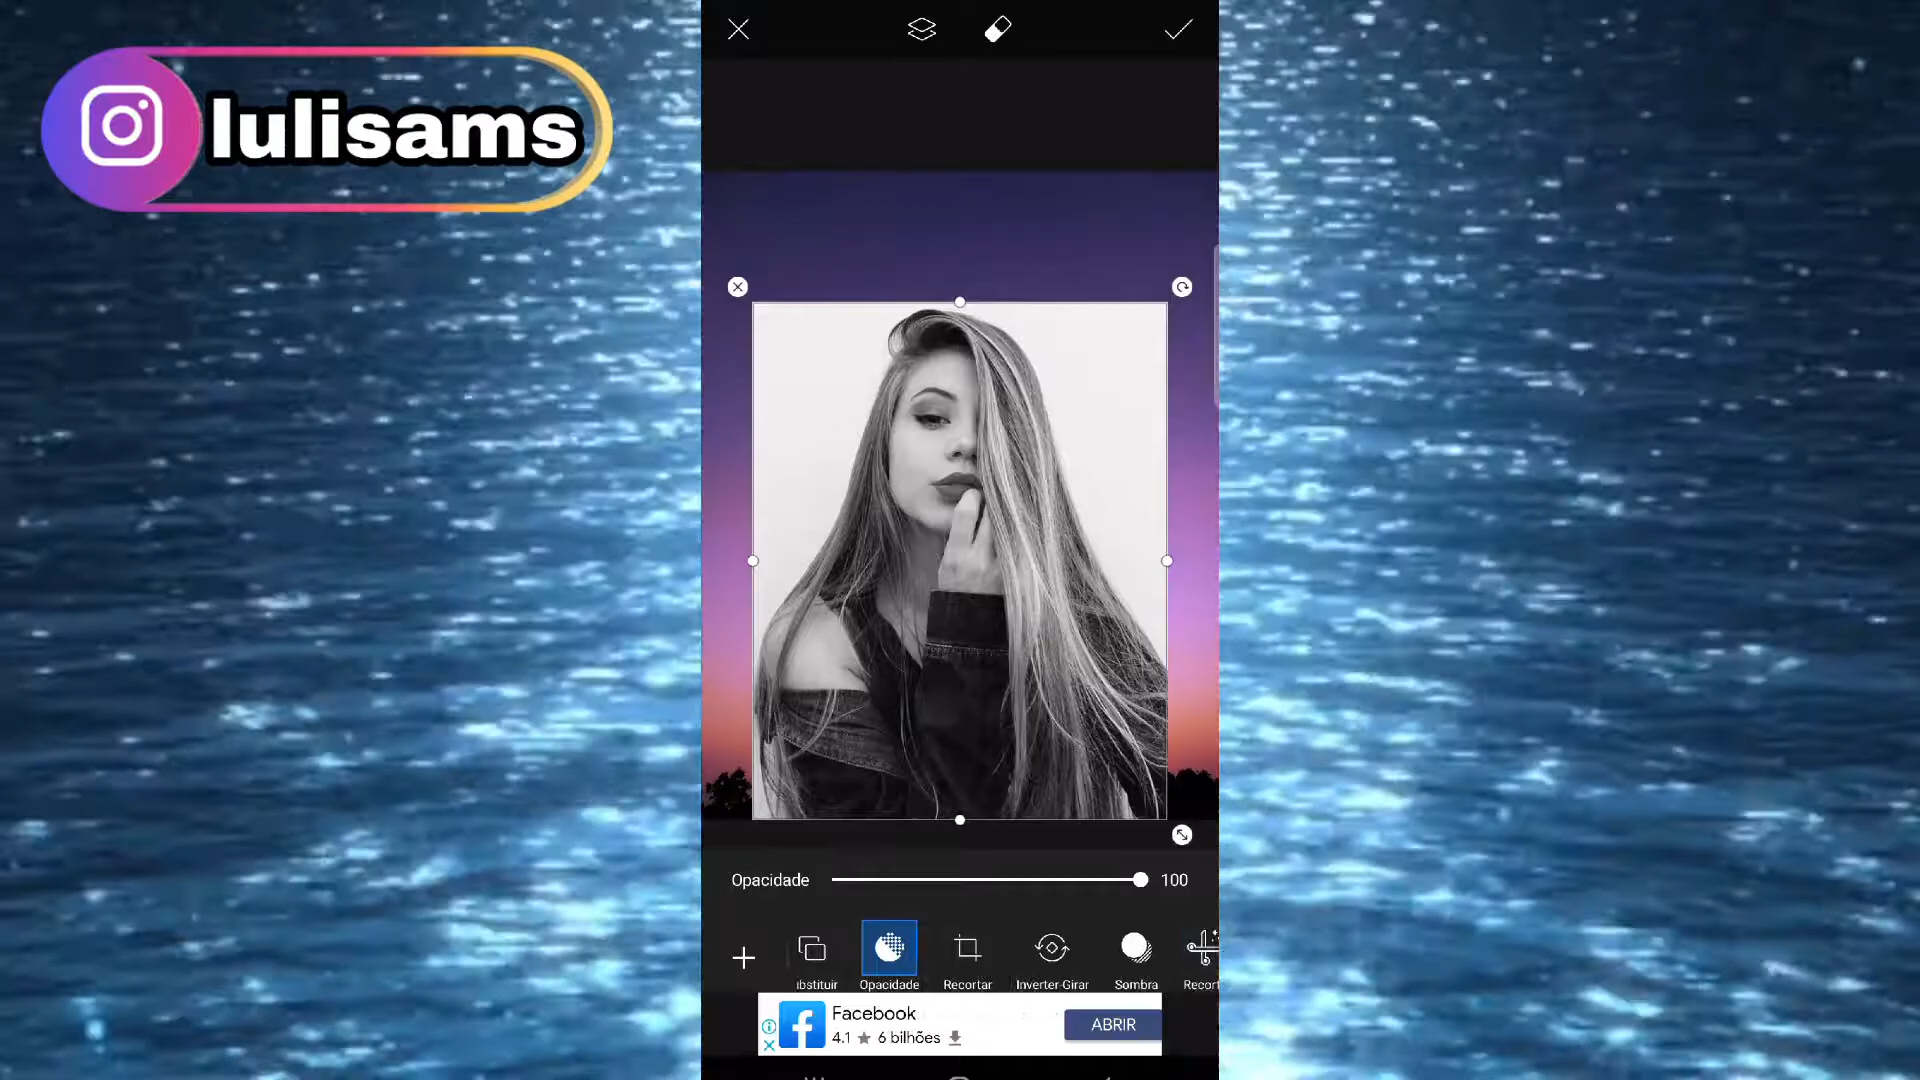 lulisams
Opacidade 100
ıbstituir Opacidade Recortar Inverter-Girar Sombra Recort
Facebook
4.1 ★ 6 bilhões
ABRIR